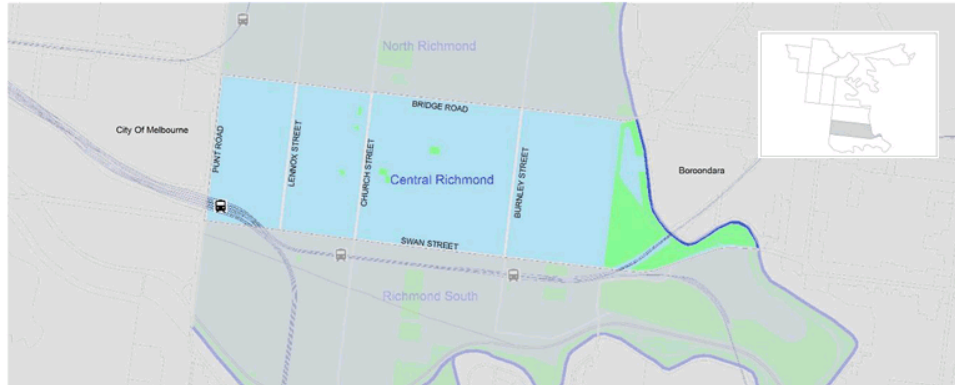 North Richmond
BRIDGE ROAD
City Of Melbourne
PUNT ROAD
LENNOX STREET
CHURCH STREET
Central Richmond
BURNLEY STREET
Boroondara
SWAN STREET
Richmond South